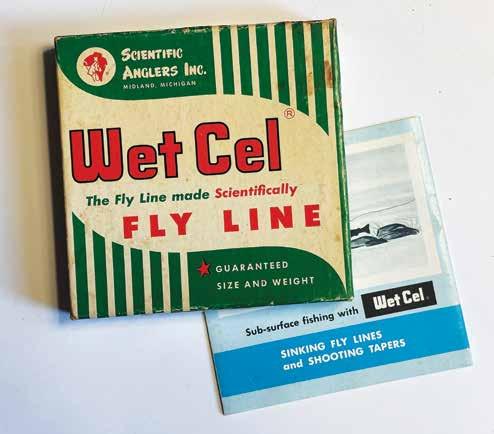 SCIENTIFIC
ANGLERS INC.
MIDLAND, MICHIGAN
Wet Cel ®
The Fly Line made Scientifically
FLY LINE
★ GUARANTEED
SIZE AND WEIGHT
Sub-surface fishing with Wet Cel
SINKING FLY LINES
and SHOOTING TAPERS